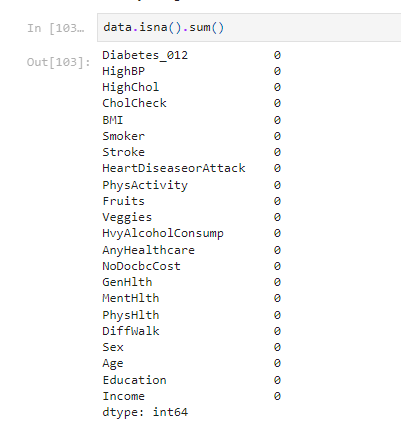 In [103… data.isna().sum()
Out[103]: Diabetes_012 0
HighBP 0
HighChol 0
CholCheck 0
BMI 0
Smoker 0
Stroke 0
HeartDiseaseorAttack 0
PhysActivity 0
Fruits 0
Veggies 0
HvyAlcoholConsump 0
AnyHealthcare 0
NoDocbcCost 0
GenHlth 0
MentHlth 0
PhysHlth 0
DiffWalk 0
Sex 0
Age 0
Education 0
Income 0
dtype: int64